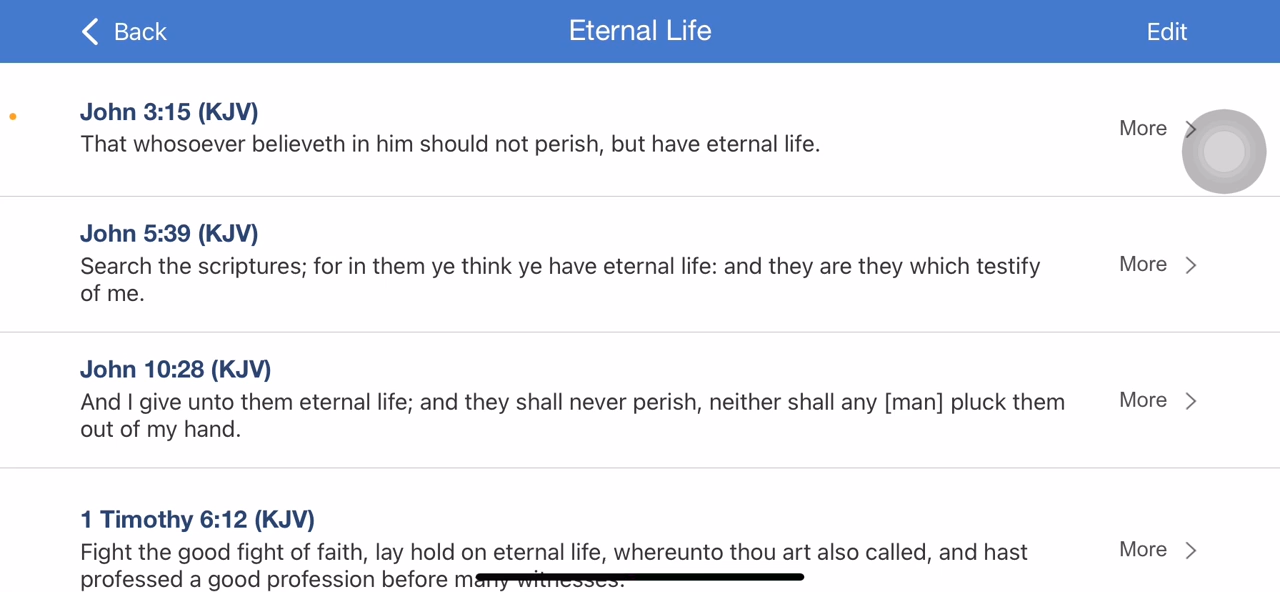 Back
Eternal Life
Edit
John 3:15 (KJV)
That whosoever believeth in him should not perish, but have eternal life.
More
John 5:39 (KJV)
Search the scriptures; for in them ye think ye have eternal life: and they are they which testify
of me.
More
John 10:28 (KJV)
And I give unto them eternal life; and they shall never perish, neither shall any [man] pluck them
out of my hand.
More
1 Timothy 6:12 (KJV)
Fight the good fight of faith, lay hold on eternal life, whereunto thou art also called, and hast
professed a good profession before many witnesses.
More